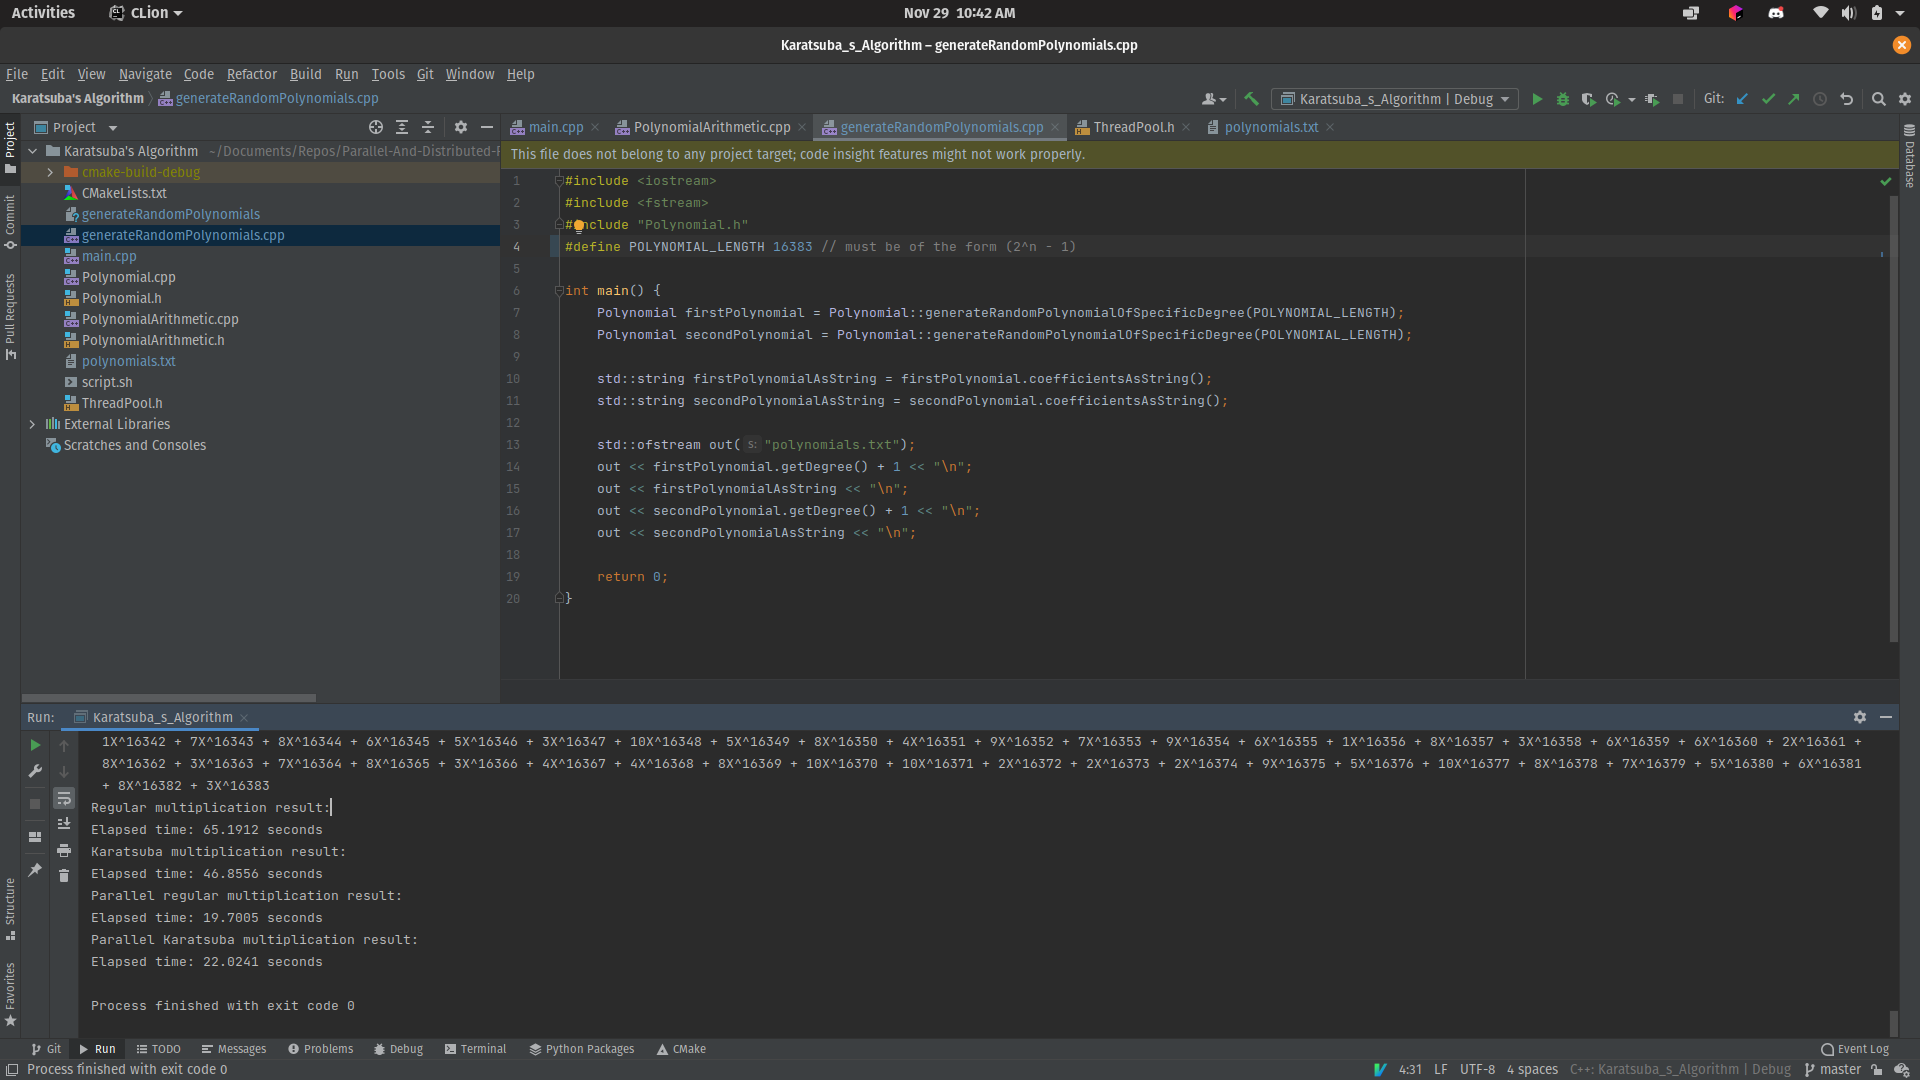 Activities
CLion
Nov 29 10:42 AM
Karatsuba_s_Algorithm – generateRandomPolynomials.cpp
File Edit View Navigate Code Refactor Build Run Tools Git Window Help
Karatsuba's Algorithm generateRandomPolynomials.cpp
Karatsuba_s_Algorithm | Debug
Git:
Project
Commit
Pull Requests
Structure
Favorites
Database
Project
Karatsuba's Algorithm ~/Documents/Repos/Parallel-And-Distributed-P
cmake-build-debug
CMakeLists.txt
generateRandomPolynomials
generateRandomPolynomials.cpp
main.cpp
Polynomial.cpp
Polynomial.h
PolynomialArithmetic.cpp
PolynomialArithmetic.h
polynomials.txt
script.sh
ThreadPool.h
External Libraries
Scratches and Consoles
main.cpp PolynomialArithmetic.cpp generateRandomPolynomials.cpp ThreadPool.h polynomials.txt
This file does not belong to any project target; code insight features might not work properly.
1 #include <iostream>
2 #include <fstream>
3 #include "Polynomial.h"
4 #define POLYNOMIAL_LENGTH 16383 // must be of the form (2^n - 1)
5
6 int main() {
7 Polynomial firstPolynomial = Polynomial::generateRandomPolynomialOfSpecificDegree(POLYNOMIAL_LENGTH);
8 Polynomial secondPolynomial = Polynomial::generateRandomPolynomialOfSpecificDegree(POLYNOMIAL_LENGTH);
9
10 std::string firstPolynomialAsString = firstPolynomial.coefficientsAsString();
11 std::string secondPolynomialAsString = secondPolynomial.coefficientsAsString();
12
13 std::ofstream out( s: "polynomials.txt");
14 out << firstPolynomial.getDegree() + 1 << "\n";
15 out << firstPolynomialAsString << "\n";
16 out << secondPolynomial.getDegree() + 1 << "\n";
17 out << secondPolynomialAsString << "\n";
18
19 return 0;
20 }
Run: Karatsuba_s_Algorithm
1X^16342 + 7X^16343 + 8X^16344 + 6X^16345 + 5X^16346 + 3X^16347 + 10X^16348 + 5X^16349 + 8X^16350 + 4X^16351 + 9X^16352 + 7X^16353 + 9X^16354 + 6X^16355 + 1X^16356 + 8X^16357 + 3X^16358 + 6X^16359 + 6X^16360 + 2X^16361 +
8X^16362 + 3X^16363 + 7X^16364 + 8X^16365 + 3X^16366 + 4X^16367 + 4X^16368 + 8X^16369 + 10X^16370 + 10X^16371 + 2X^16372 + 2X^16373 + 2X^16374 + 9X^16375 + 5X^16376 + 10X^16377 + 8X^16378 + 7X^16379 + 5X^16380 + 6X^16381
+ 8X^16382 + 3X^16383
Regular multiplication result:
Elapsed time: 65.1912 seconds
Karatsuba multiplication result:
Elapsed time: 46.8556 seconds
Parallel regular multiplication result:
Elapsed time: 19.7005 seconds
Parallel Karatsuba multiplication result:
Elapsed time: 22.0241 seconds
Process finished with exit code 0
Git Run TODO Messages Problems Debug Terminal Python Packages CMake Event Log
Process finished with exit code 0
4:31 LF UTF-8 4 spaces C++: Karatsuba_s_Algorithm | Debug master